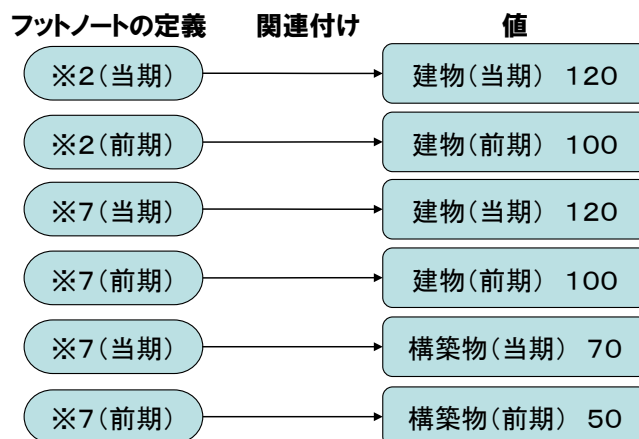 フットノートの定義 関連付け 値
※2(当期) 建物(当期) 120
※2(前期) 建物(前期) 100
※7(当期) 建物(当期) 120
※7(前期) 建物(前期) 100
※7(当期) 構築物(当期) 70
※7(前期) 構築物(前期) 50